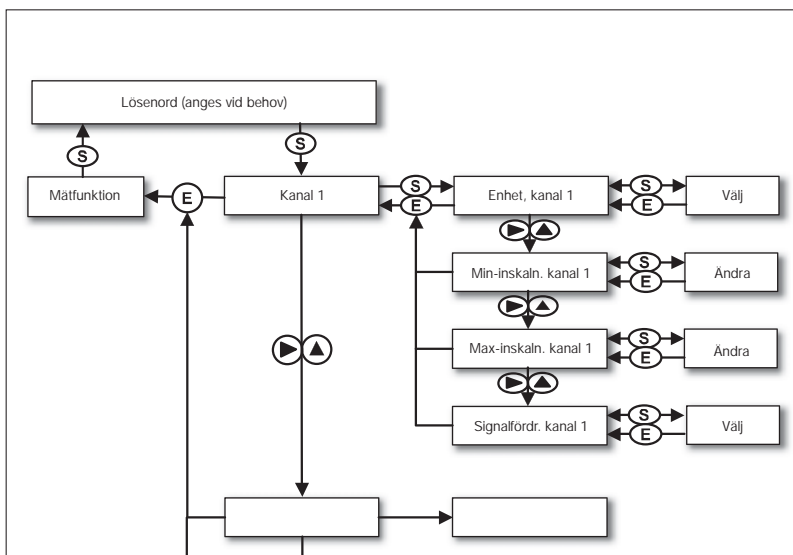 Lösenord (anges vid behov)
S
S
Mätfunktion
E
Kanal 1
S
E
Enhet, kanal 1
S
E
Välj
Min-inskaln. kanal 1
S
E
Ändra
Max-inskaln. kanal 1
S
E
Ändra
Signalfördr. kanal 1
S
E
Välj